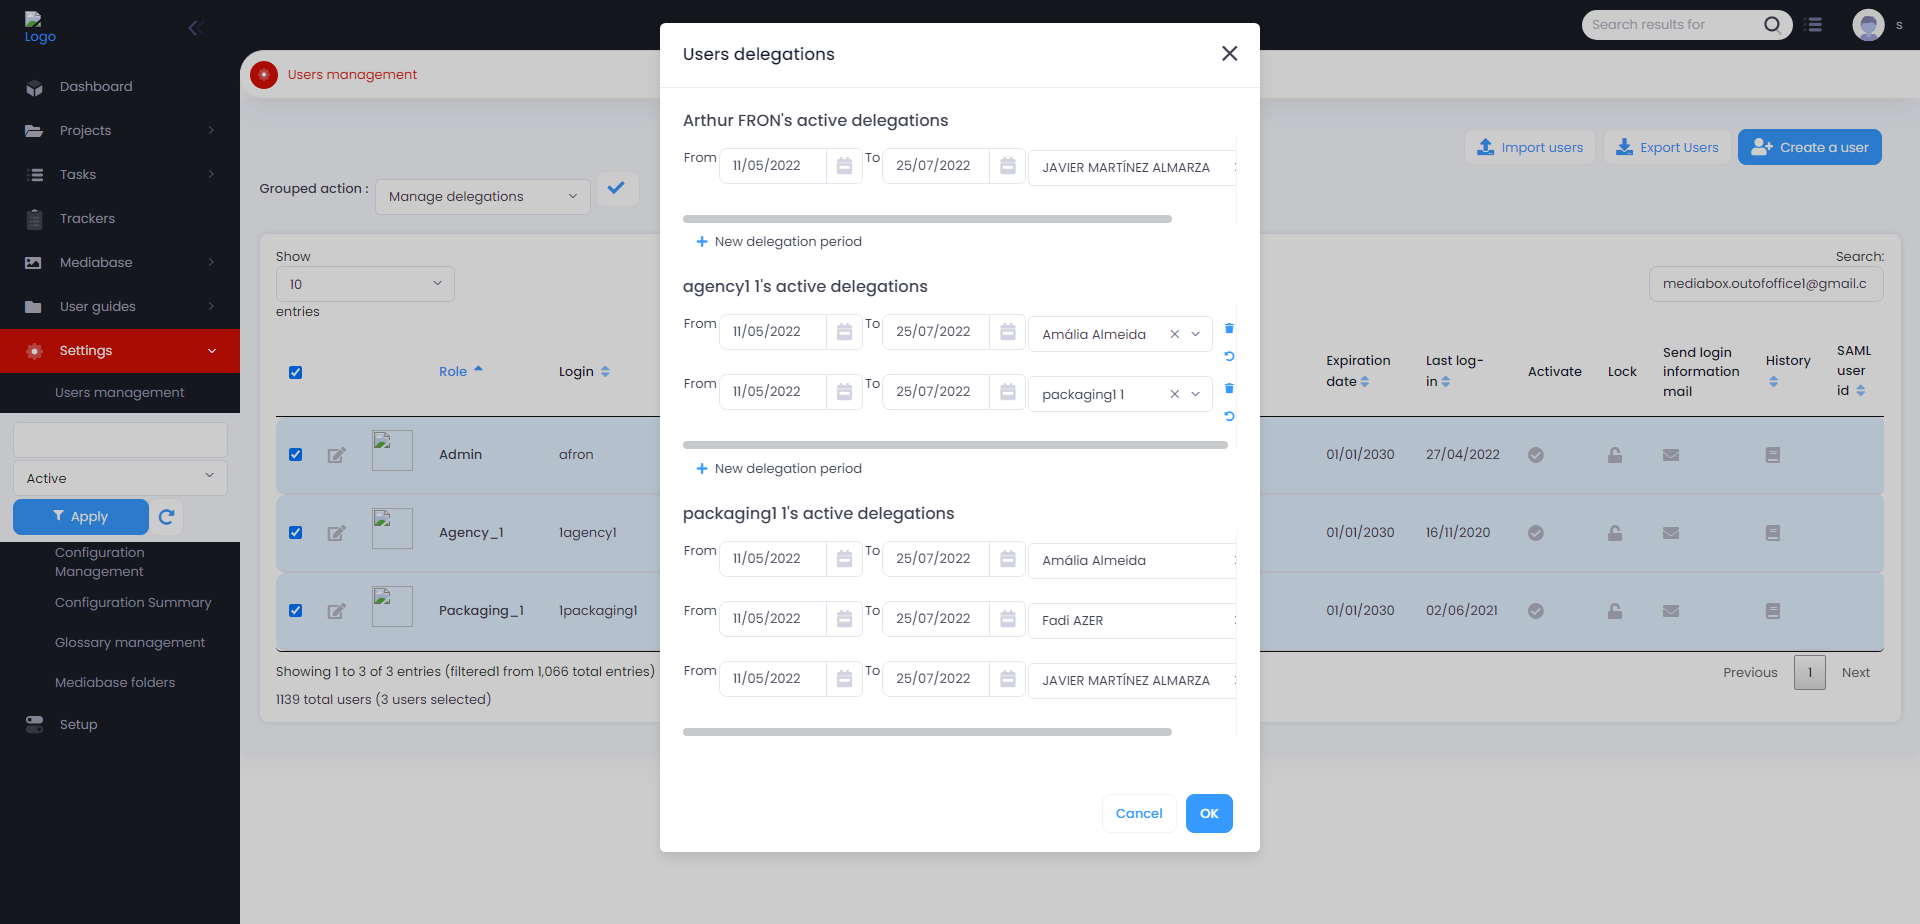 Logo
Search results for
s
Dashboard
Projects
Tasks
Trackers
Mediabase
User guides
Settings
Users management
Active
Apply
Configuration
Management
Configuration Summary
Glossary management
Mediabase folders
Setup
Users management
Import users
Export Users
Create a user
Grouped action :
Manage delegations
Show
10
entries
Search:
mediabox.outofoffice1@gmail.c
Role
Login
Expiration
date
Last log-
in
Activate
Lock
Send login
information
mail
History
SAML
user
id
Admin
afron
01/01/2030
27/04/2022
Agency_1
1agency1
01/01/2030
16/11/2020
Packaging_1
1packaging1
01/01/2030
02/06/2021
Showing 1 to 3 of 3 entries (filtered1 from 1,066 total entries)
1139 total users (3 users selected)
Previous
1
Next
Users delegations
Arthur FRON's active delegations
From 11/05/2022 To 25/07/2022 JAVIER MARTÍNEZ ALMARZA
New delegation period
agency1 1's active delegations
From 11/05/2022 To 25/07/2022 Amália Almeida
From 11/05/2022 To 25/07/2022 packaging1 1
New delegation period
packaging1 1's active delegations
From 11/05/2022 To 25/07/2022 Amália Almeida
From 11/05/2022 To 25/07/2022 Fadi AZER
From 11/05/2022 To 25/07/2022 JAVIER MARTÍNEZ ALMARZA
Cancel
OK